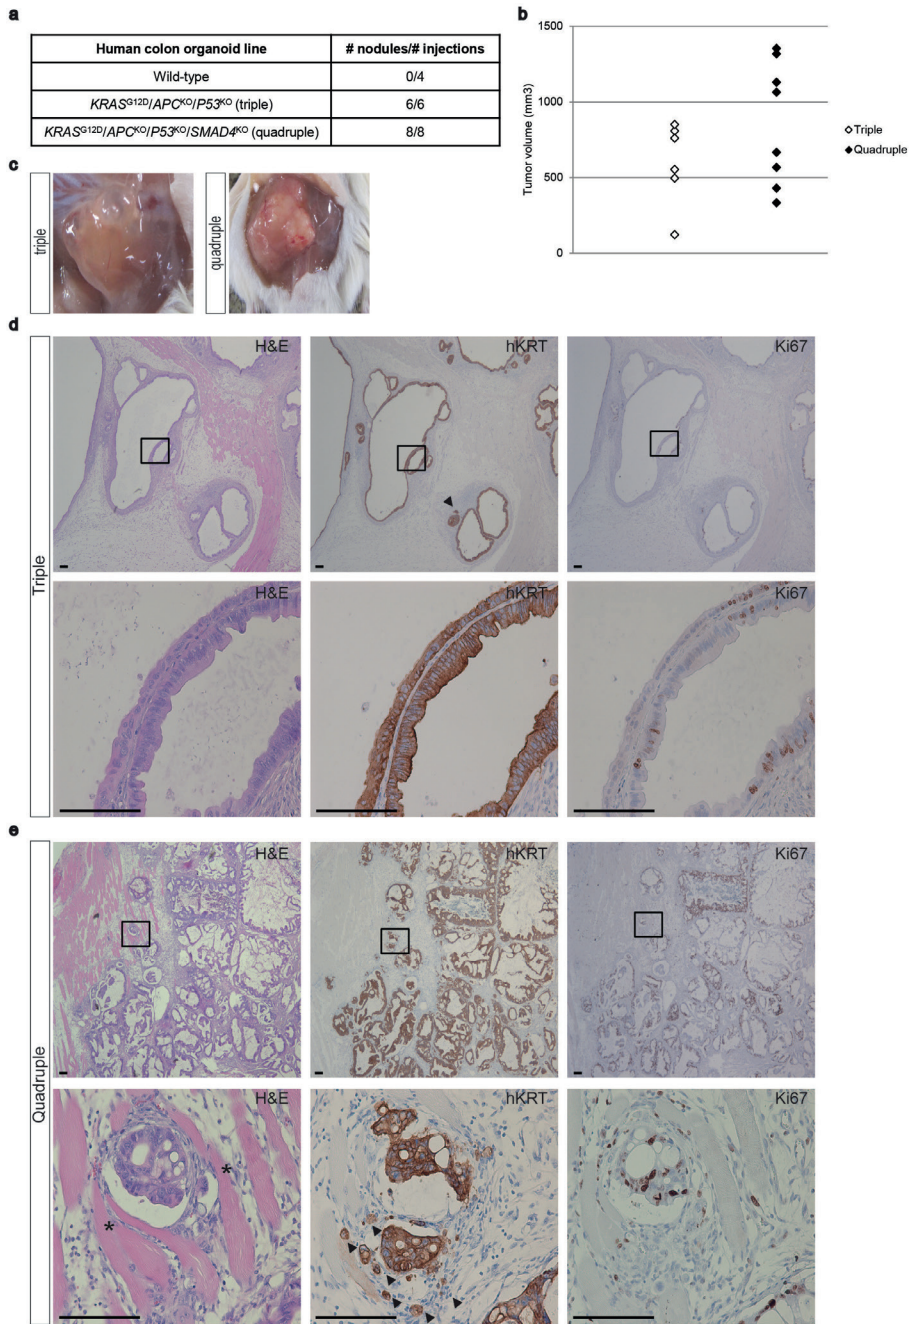 a
Human colon organoid line # nodules/# injections
Wild-type 0/4
KRASG12D/APCKO/P53KO (triple) 6/6
KRASG12D/APCKO/P53KO/SMAD4KO (quadruple) 8/8
b
1500
1000
500
0
Tumor volume (mm3)
Triple
Quadruple
c
triple
quadruple
d
Triple
H&E
hKRT
Ki67
H&E
hKRT
Ki67
e
Quadruple
H&E
hKRT
Ki67
H&E
hKRT
Ki67
*
*